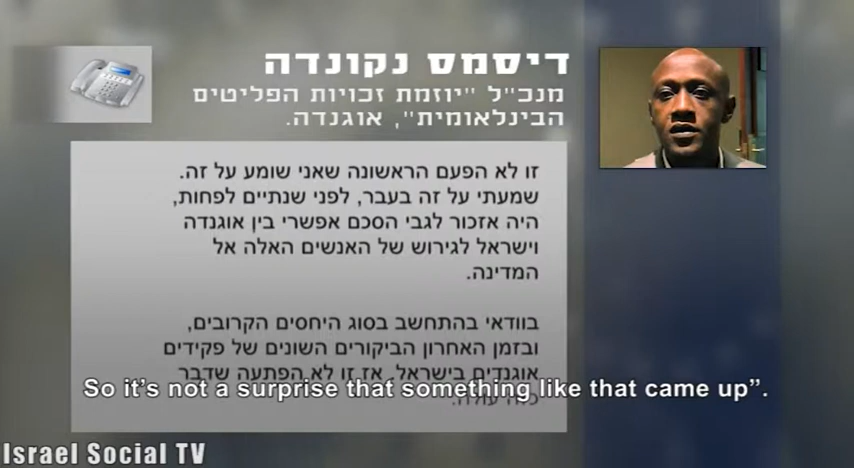 דיסמס נקונדה
מנכ"ל "יוזמת זכויות הפליטים
הבינלאומית", אוגנדה.
זו לא הפעם הראשונה שאני שומע על זה.
שמעתי על זה בעבר, לפני שנתיים לפחות,
היה אזכור לגבי הסכם אפשרי בין אוגנדה
וישראל לגירוש של האנשים האלה אל
המדינה.
בוודאי בהתחשב בסוג היחסים הקרובים,
ובזמן האחרון הביקורים השונים של פקידים
אוגנדים בישראל. אז זו לא הפתעה שדבר
כזה עולה.
So it's not a surprise that something like that came up".
Israel Social TV